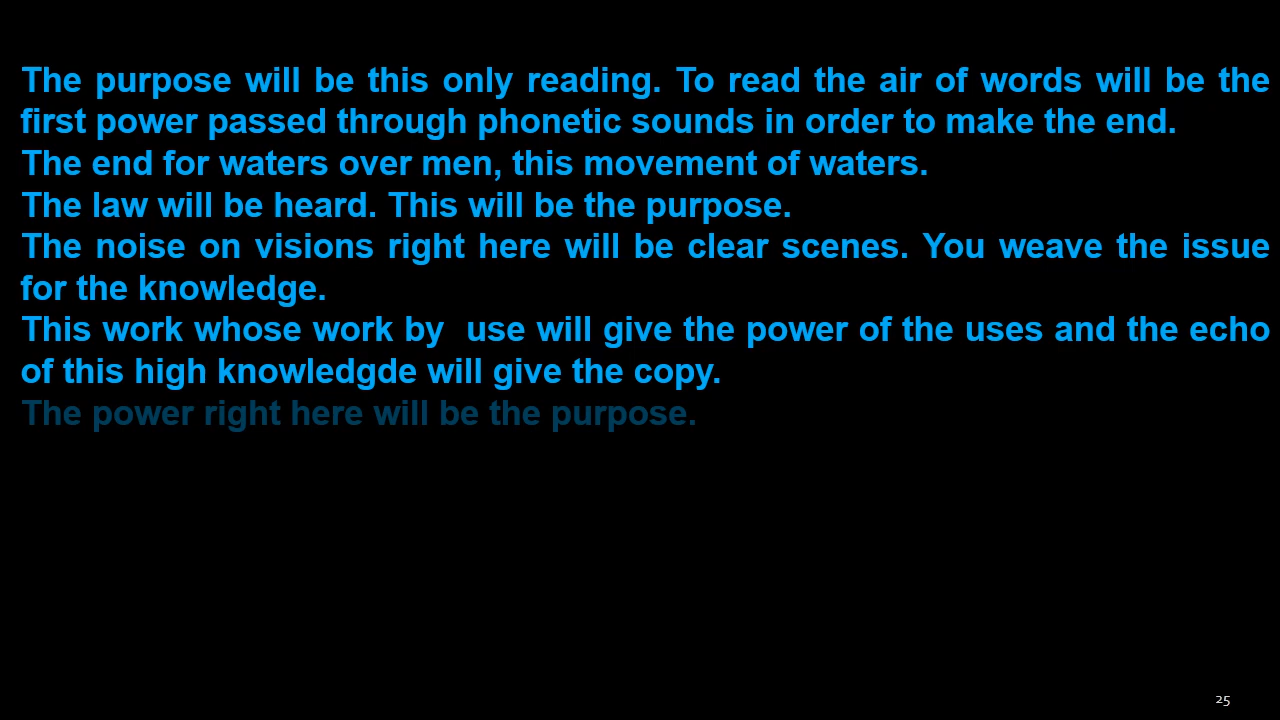 The purpose will be this only reading. To read the air of words will be the
first power passed through phonetic sounds in order to make the end.
The end for waters over men, this movement of waters.
The law will be heard. This will be the purpose.
The noise on visions right here will be clear scenes. You weave the issue
for the knowledge.
This work whose work by  use will give the power of the uses and the echo
of this high knowledgde will give the copy.
The power right here will be the purpose.
25